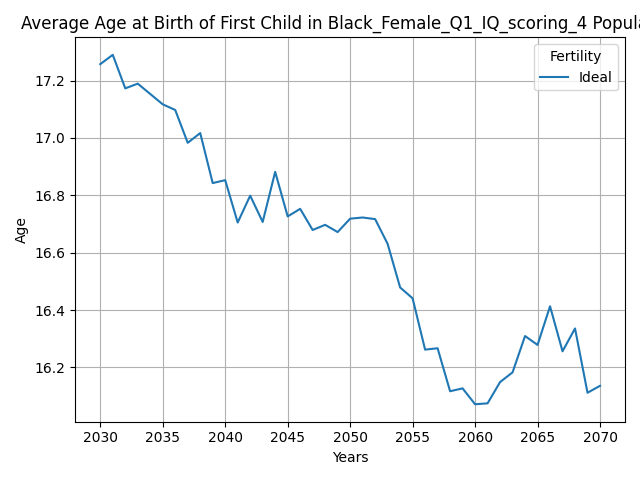 Average Age at Birth of First Child in Black_Female_Q1_IQ_scoring_4 Popula
Fertility
Ideal
17.2
17.0
16.8
16.6
16.4
16.2
Age
2030 2035 2040 2045 2050 2055 2060 2065 2070
Years